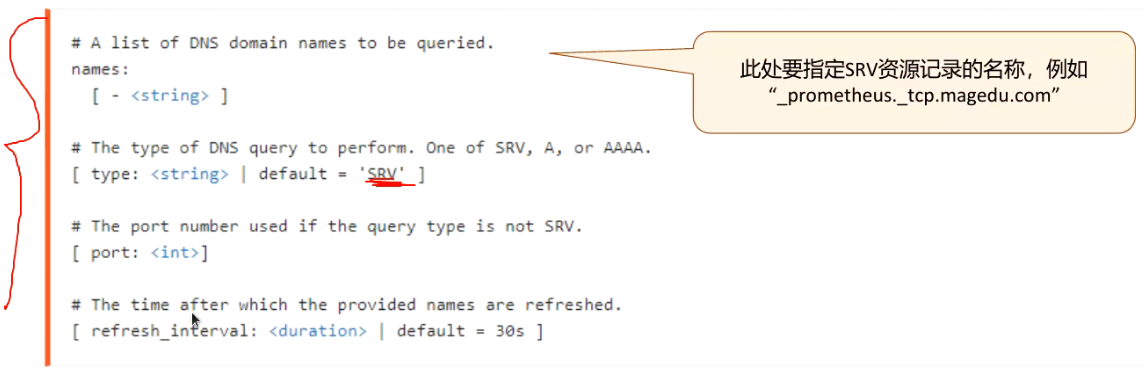 # A list of DNS domain names to be queried.
names:
[ - <string> ]
此处要指定SRV资源记录的名称，例如
“_prometheus._tcp.magedu.com”
# The type of DNS query to perform. One of SRV, A, or AAAA.
[ type: <string> | default = 'SRV' ]
# The port number used if the query type is not SRV.
[ port: <int>]
# The time after which the provided names are refreshed.
[ refresh_interval: <duration> | default = 30s ]